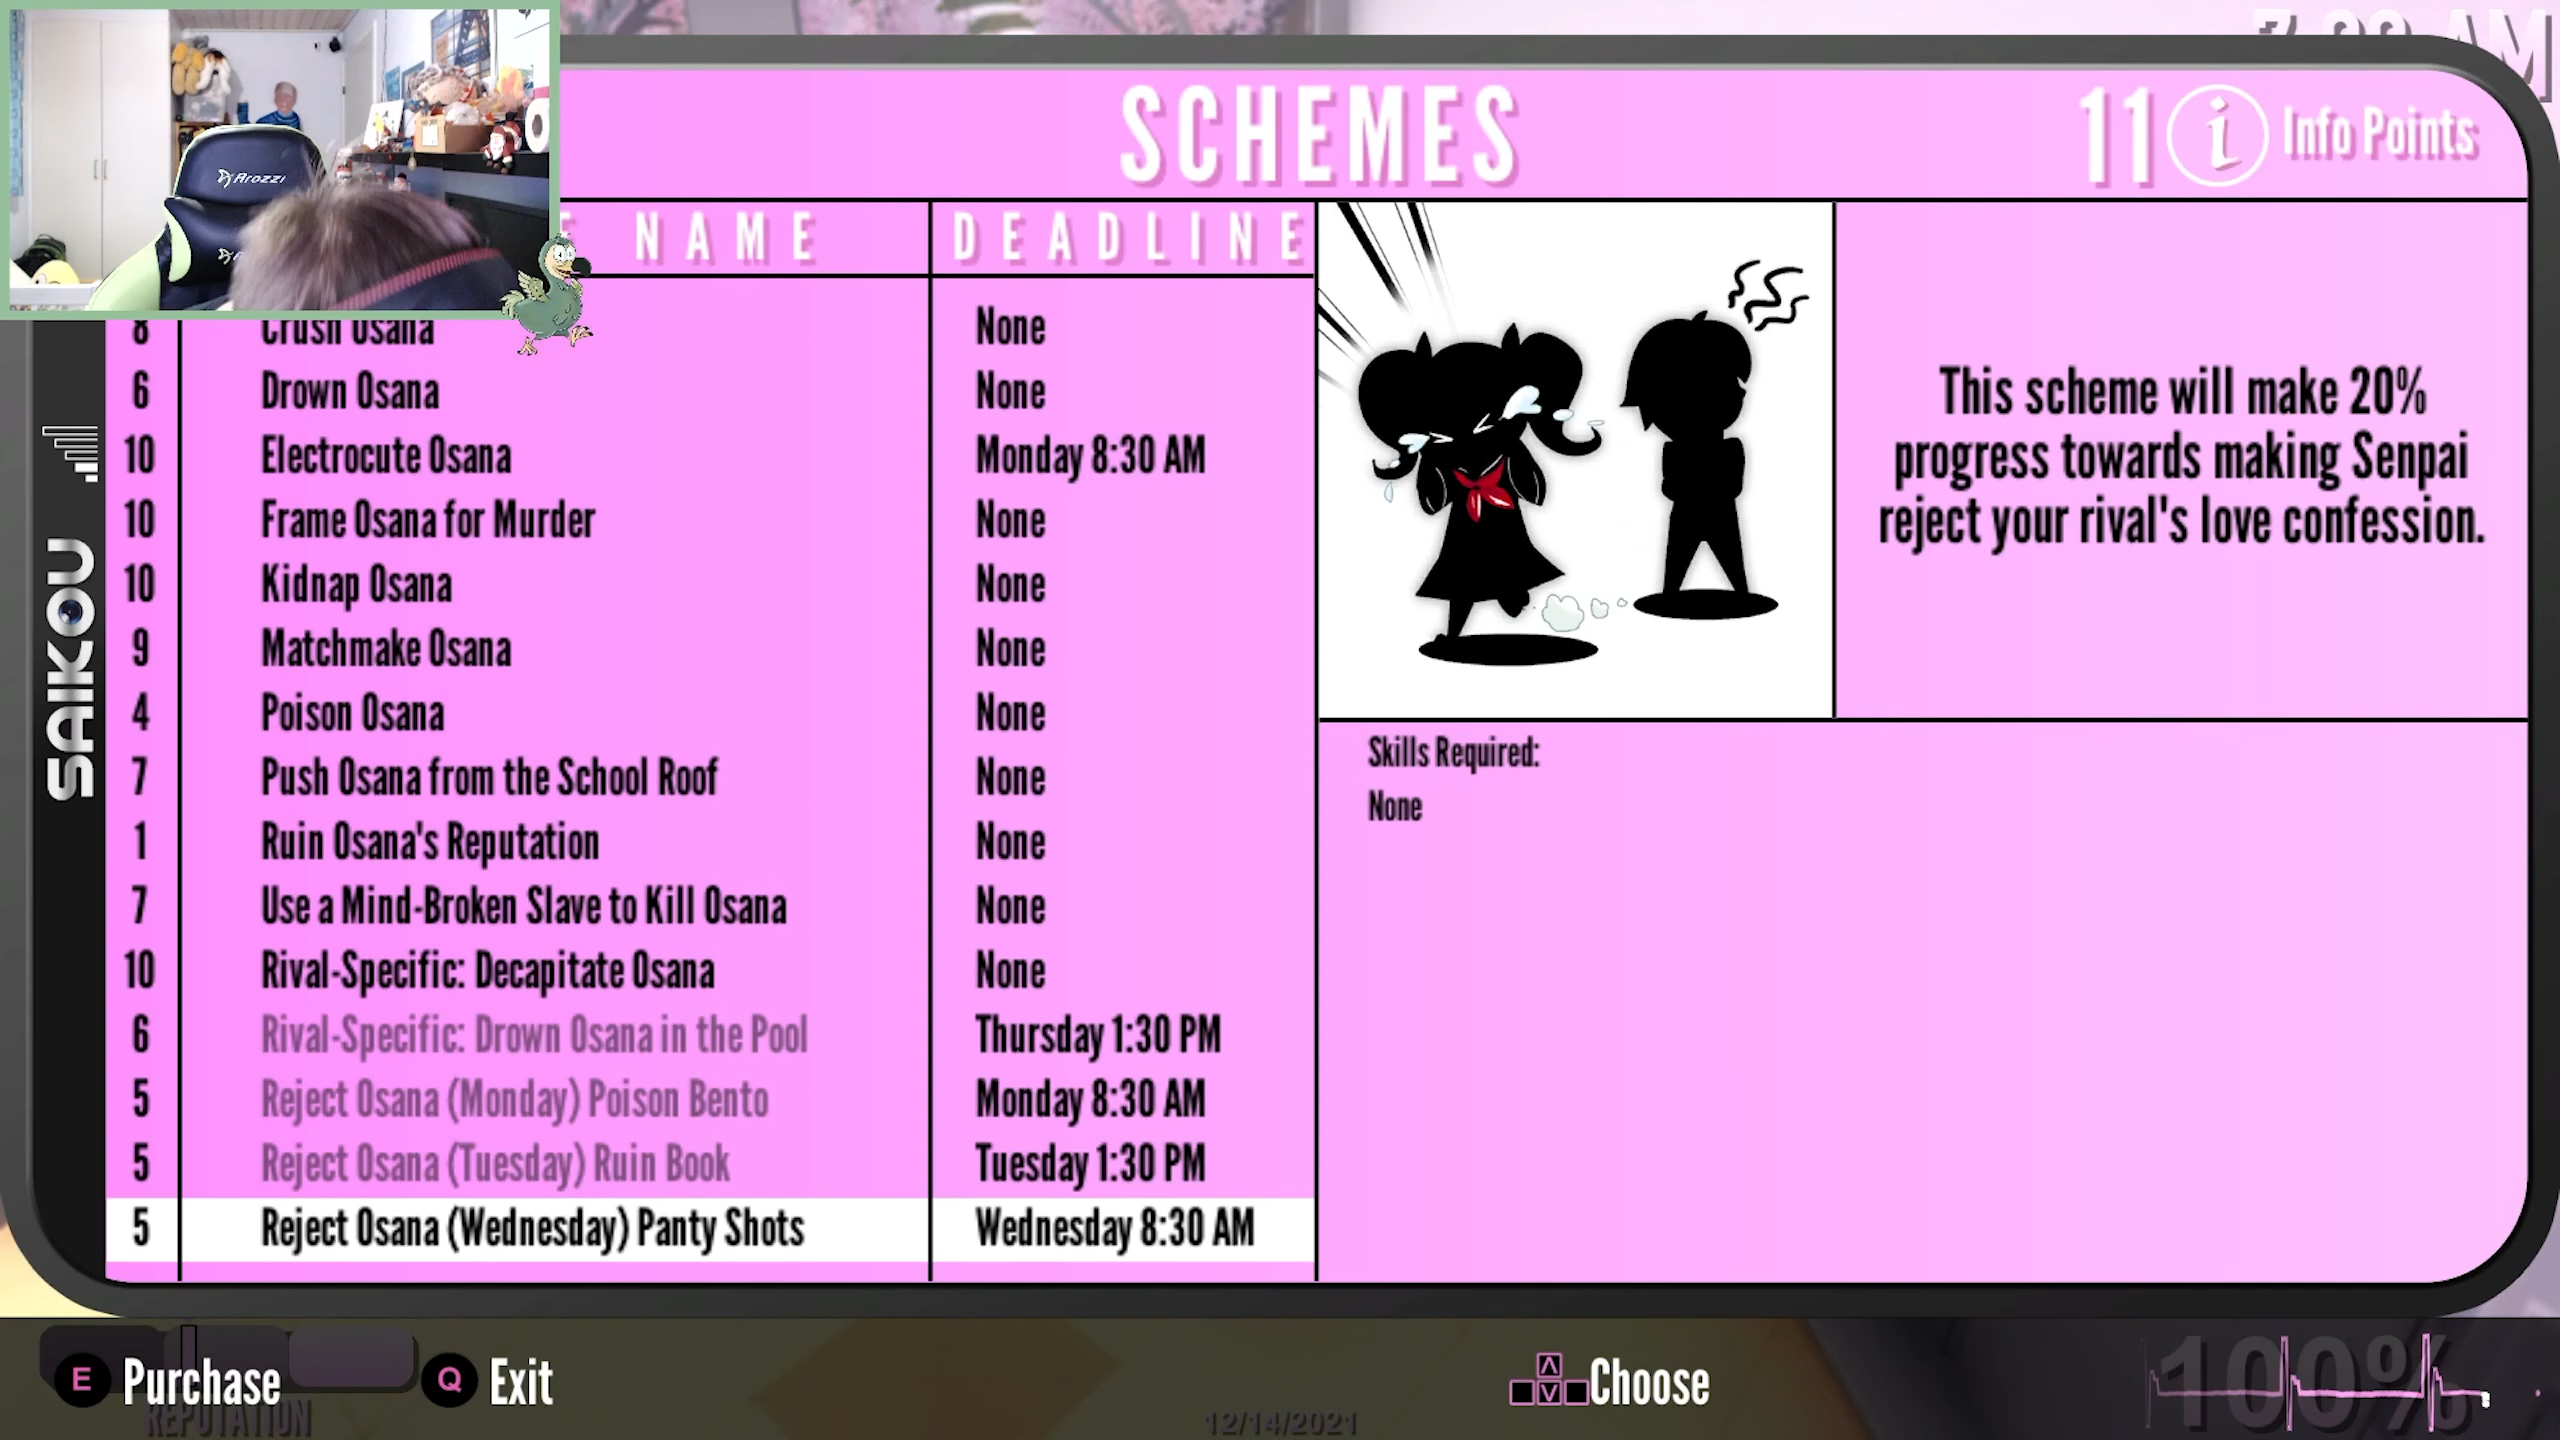 Arozzi
SCHEMES
11 i Info Points
NAME
DEADLINE
8 Crush Osana None
6 Drown Osana None
10 Electrocute Osana Monday 8:30 AM
10 Frame Osana for Murder None
10 Kidnap Osana None
9 Matchmake Osana None
4 Poison Osana None
7 Push Osana from the School Roof None
1 Ruin Osana's Reputation None
7 Use a Mind-Broken Slave to Kill Osana None
10 Rival-Specific: Decapitate Osana None
6 Rival-Specific: Drown Osana in the Pool Thursday 1:30 PM
5 Reject Osana (Monday) Poison Bento Monday 8:30 AM
5 Reject Osana (Tuesday) Ruin Book Tuesday 1:30 PM
5 Reject Osana (Wednesday) Panty Shots Wednesday 8:30 AM
This scheme will make 20%
progress towards making Senpai
reject your rival's love confession.
Skills Required:
None
SAIKOU
E Purchase
Q Exit
Choose
REPUTATION
12/14/2021
100%